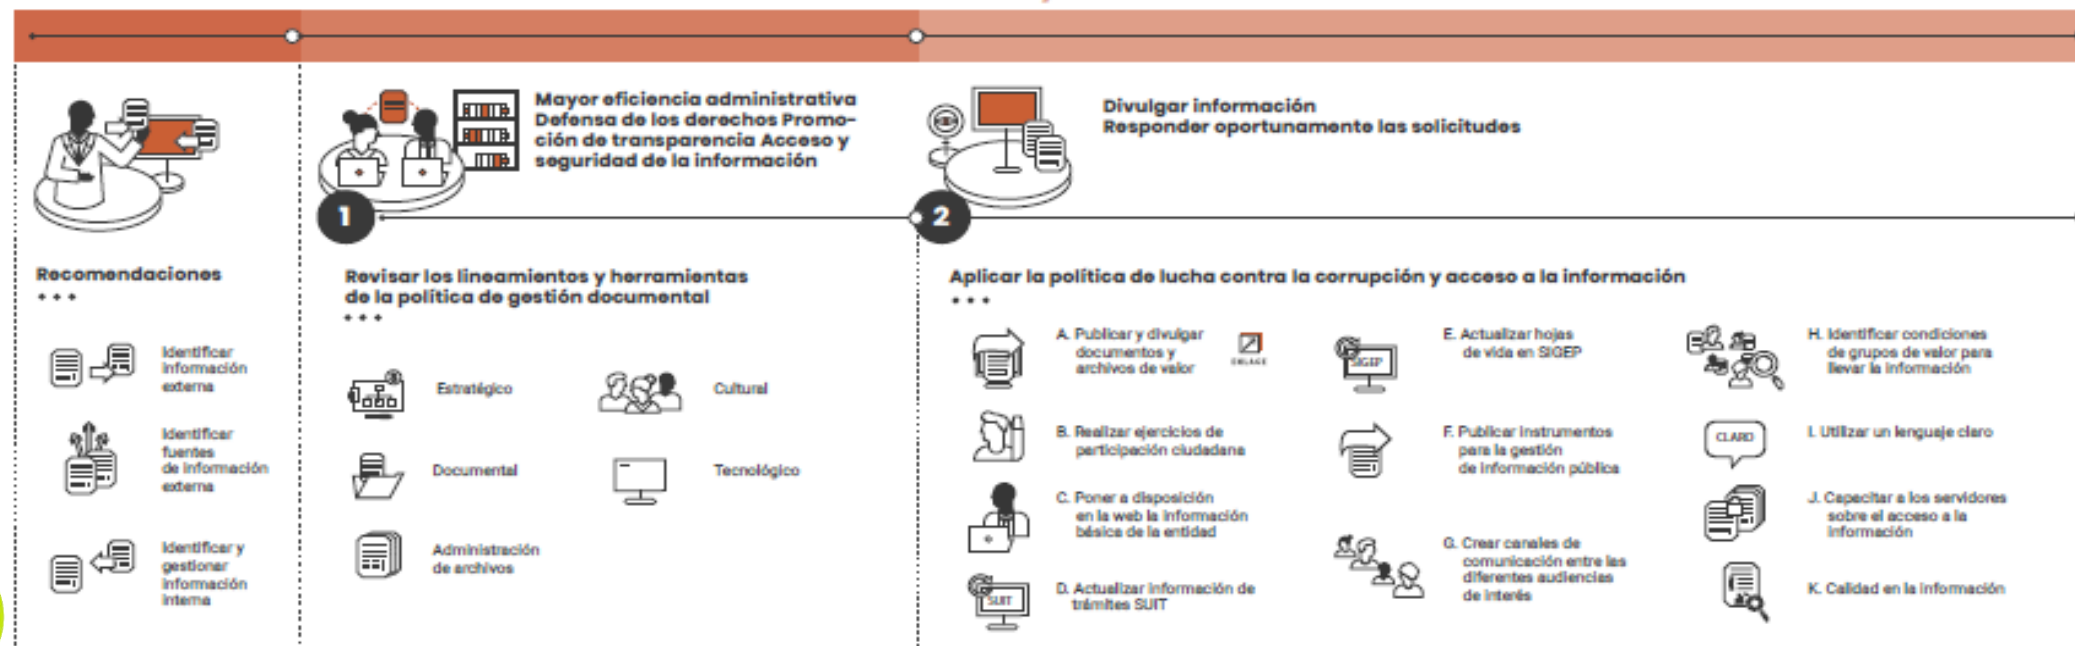 Mayor eficiencia administrativa
Defensa de los derechos Promo-
ción de transparencia Acceso y
seguridad de la información
Divulgar información
Responder oportunamente las solicitudes
1
2
Recomendaciones
Identificar
información
externa
Identificar
fuentes
de información
externa
Identificar y
gestionar
información
interna
Revisar los lineamientos y herramientas
de la política de gestión documental
Estratégico
Cultural
Documental
Tecnológico
Administración
de archivos
Aplicar la política de lucha contra la corrupción y acceso a la información
A. Publicar y divulgar
documentos y
archivos de valor
ENLACE
B. Realizar ejercicios de
participación ciudadana
C. Poner a disposición
en la web la información
básica de la entidad
SUIT
D. Actualizar información de
trámites SUIT
SIGEP
E. Actualizar hojas
de vida en SIGEP
F. Publicar instrumentos
para la gestión
de información pública
G. Crear canales de
comunicación entre las
diferentes audiencias
de interés
H. Identificar condiciones
de grupos de valor para
llevar la información
CLARO
I. Utilizar un lenguaje claro
J. Capacitar a los servidores
sobre el acceso a la
información
K. Calidad en la información